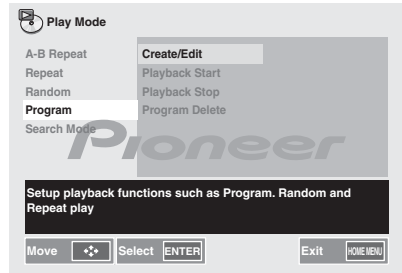 Play Mode
A-B Repeat
Repeat
Random
Program
Search Mode
Create/Edit
Playback Start
Playback Stop
Program Delete
Pioneer
Setup playback functions such as Program. Random and
Repeat play
Move Select ENTER Exit HOME MENU